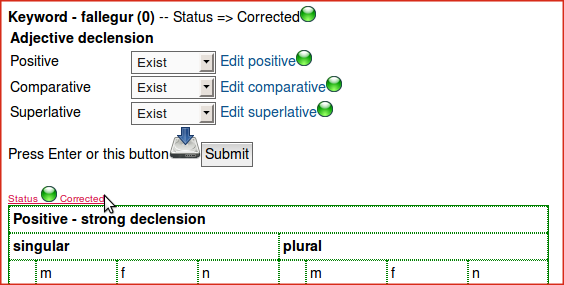 Keyword - fallegur (0) -- Status => Corrected
Adjective declension
Positive Exist Edit positive
Comparative Exist Edit comparative
Superlative Exist Edit superlative
Press Enter or this button Submit
Status Corrected
Positive - strong declension
singular plural
m f n m f n